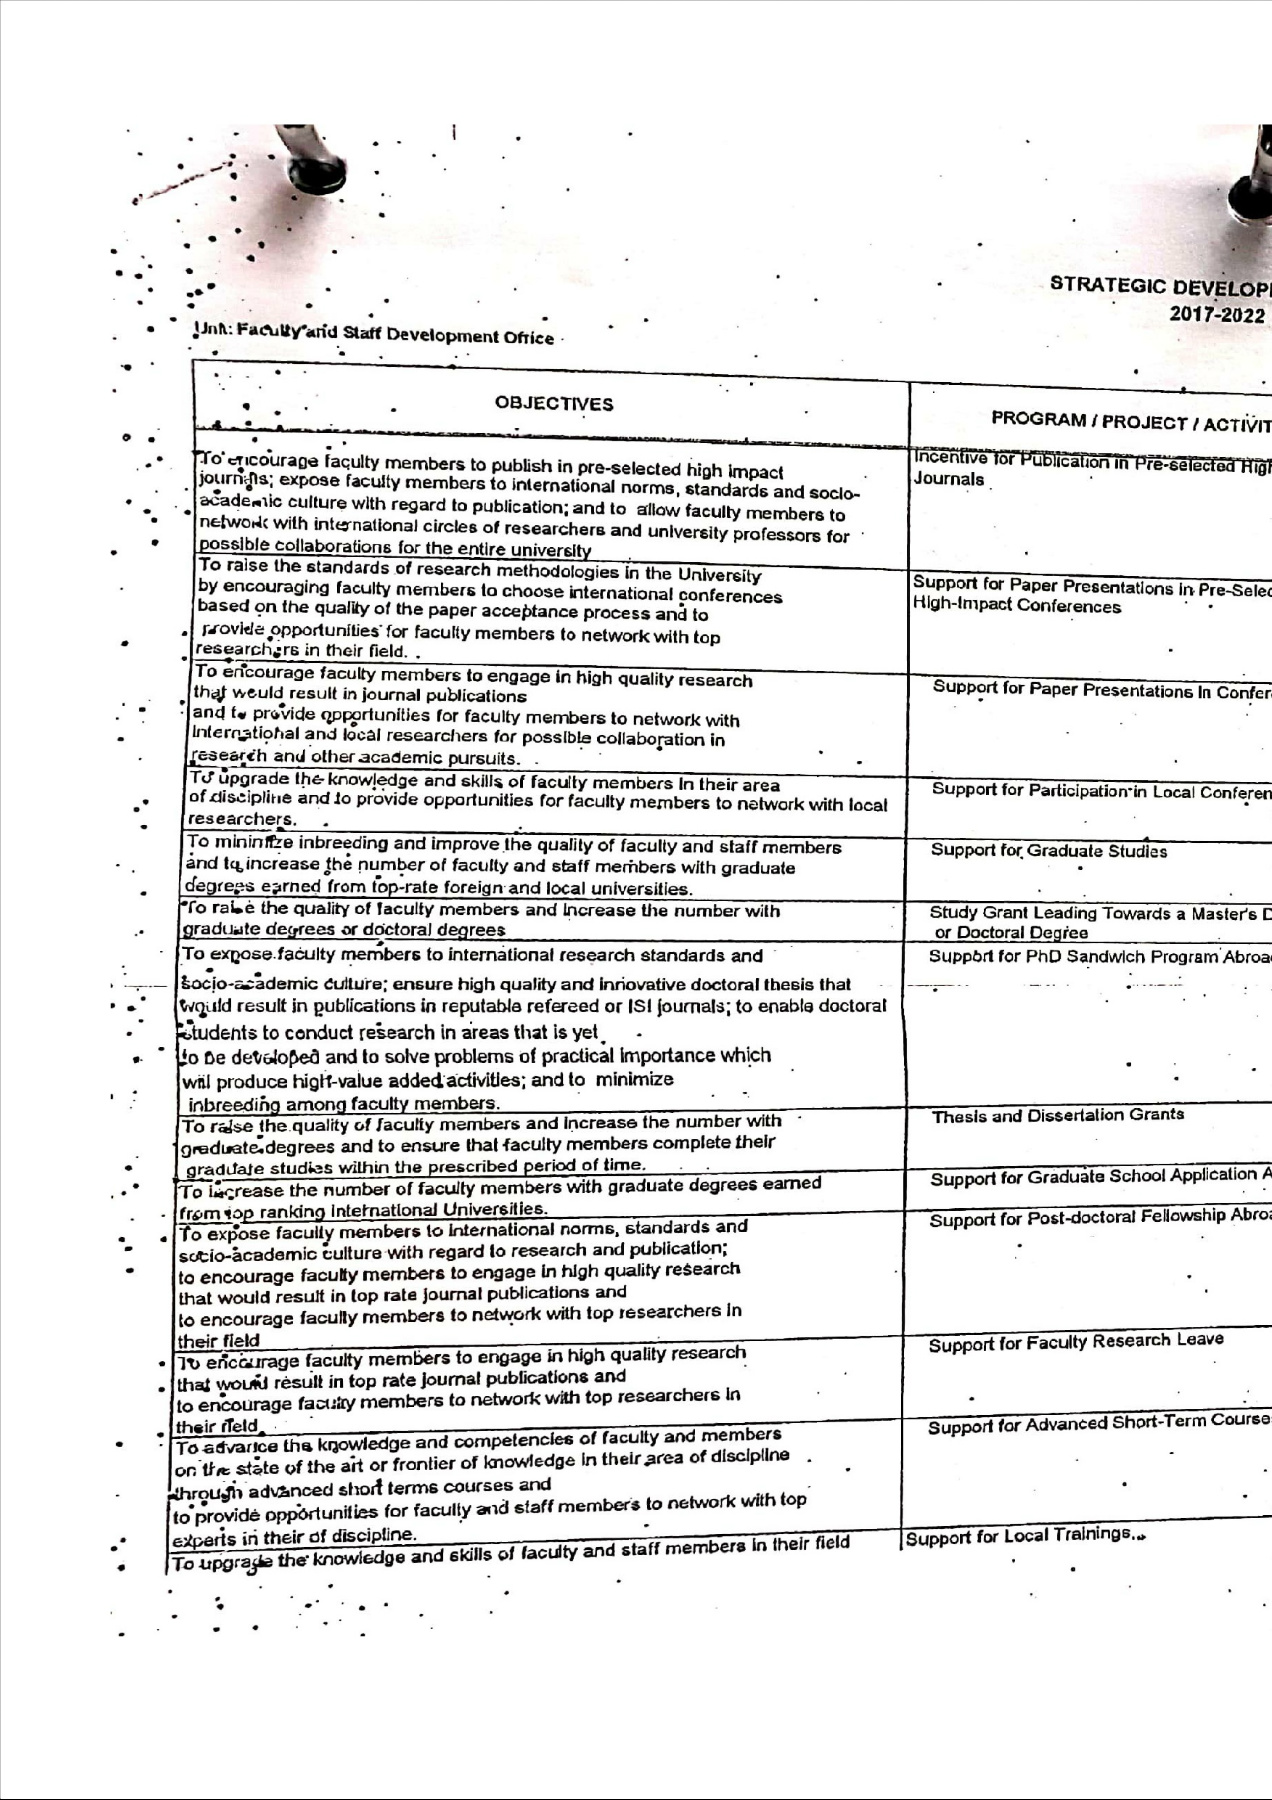 STRATEGIC DEVELOP
2017-2022
Unit: Faculty and Staff Development Office
OBJECTIVES
PROGRAM / PROJECT / ACTIVIT
To encourage faculty members to publish in pre-selected high impact
journals; expose faculty members to international norms, standards and socio-
academic culture with regard to publication; and to allow faculty members to
network with international circles of researchers and university professors for
possible collaborations for the entire university
Incentive for Publication in Pre-selected Hig
Journals
To raise the standards of research methodologies in the University
by encouraging faculty members to choose international conferences
based on the quality of the paper acceptance process and to
provide opportunities for faculty members to network with top
researchers in their field.
Support for Paper Presentations in Pre-Selec
High-Impact Conferences
To encourage faculty members to engage in high quality research
that would result in journal publications
and to provide opportunities for faculty members to network with
International and local researchers for possible collaboration in
research and other academic pursuits.
Support for Paper Presentations In Confer
To upgrade the knowledge and skills of faculty members In their area
of discipline and to provide opportunities for faculty members to network with local
researchers.
Support for Participation in Local Conferen
To minimize inbreeding and improve the quality of faculty and staff members
and to increase the number of faculty and staff members with graduate
degrees earned from top-rate foreign and local universities.
Support for Graduate Studies
To raise the quality of faculty members and increase the number with
graduate degrees or doctoral degrees
Study Grant Leading Towards a Master's D
or Doctoral Degree
To expose faculty members to international research standards and
socio-academic culture; ensure high quality and innovative doctoral thesis that
would result in publications in reputable refereed or ISI journals; to enable doctoral
students to conduct research in areas that is yet
to be developed and to solve problems of practical importance which
will produce high-value added activities; and to minimize
inbreeding among faculty members.
Support for PhD Sandwich Program Abroa
To raise the quality of faculty members and increase the number with
graduate degrees and to ensure that faculty members complete their
graduate studies within the prescribed period of time.
Thesis and Dissertation Grants
To increase the number of faculty members with graduate degrees earned
from top ranking International Universities.
Support for Graduate School Application A
To expose faculty members to international norms, standards and
socio-academic culture with regard to research and publication;
to encourage faculty members to engage in high quality research
that would result in top rate journal publications and
to encourage faculty members to network with top researchers in
their field
Support for Post-doctoral Fellowship Abroa
To encourage faculty members to engage in high quality research
that would result in top rate journal publications and
to encourage faculty members to network with top researchers in
their field.
Support for Faculty Research Leave
To advance the knowledge and competencies of faculty and members
on the state of the art or frontier of knowledge in their area of discipline
through advanced short terms courses and
to provide opportunities for faculty and staff members to network with top
experts in their of discipline.
Support for Advanced Short-Term Course
To upgrade the knowledge and skills of faculty and staff members in their field
Support for Local Trainings...